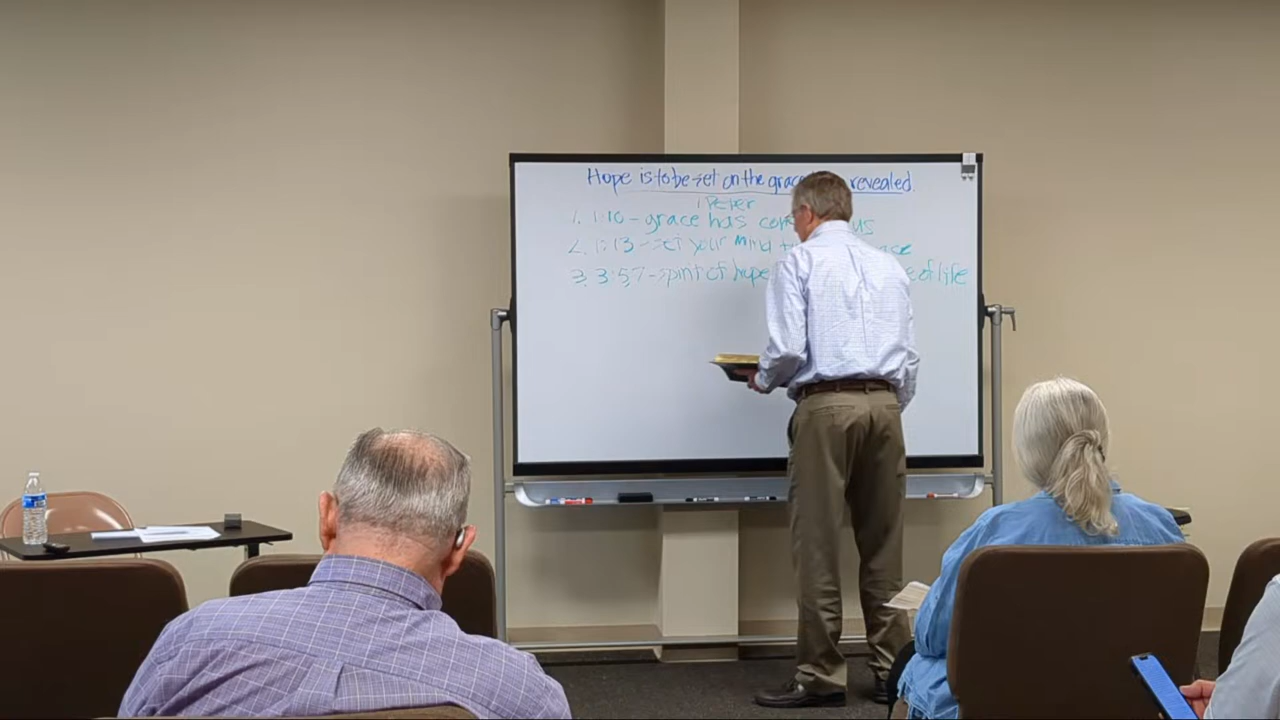 Hope is to be set on the grace revealed.
1 Peter
1. 1:10 - grace has us
2. 1:13 - set your mind
3. 3:5,7 - spirit of hope of life